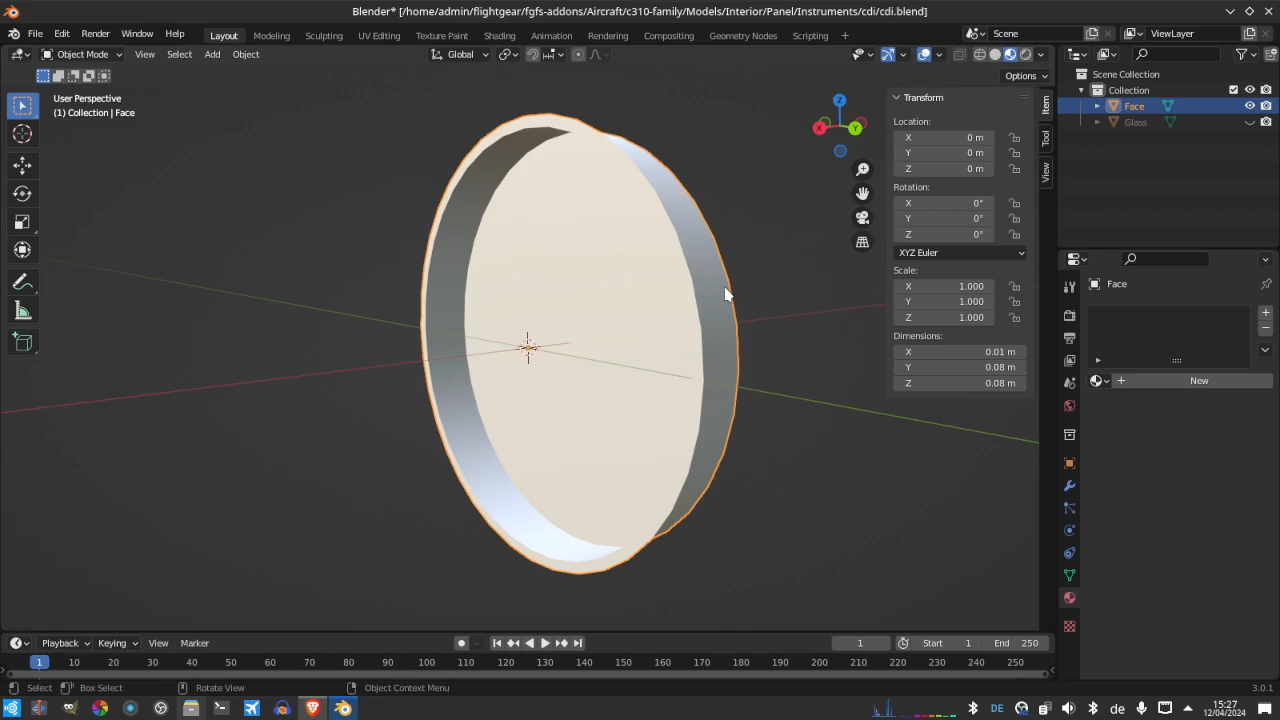 Blender* [/home/admin/flightgear/fgfs-addons/Aircraft/c310-family/Models/Interior/Panel/Instruments/cdi/cdi.blend]
File Edit Render Window Help Layout Modeling Sculpting UV Editing Texture Paint Shading Animation Rendering Compositing Geometry Nodes Scripting + Scene ViewLayer
Object Mode View Select Add Object Global
Options
User Perspective
(1) Collection | Face
Transform
Location:
X 0 m
Y 0 m
Z 0 m
Rotation:
X 0°
Y 0°
Z 0°
XYZ Euler
Scale:
X 1.000
Y 1.000
Z 1.000
Dimensions:
X 0.01 m
Y 0.08 m
Z 0.08 m
Item
Tool
View
Z
X
Y
Scene Collection
Collection
Face
Glass
Face
+ New
Playback Keying View Marker 1 Start 1 End 250
1 10 20 30 40 50 60 70 80 90 100 110 120 130 140 150 160 170 180 190 200 210 220 230 240 250
Select Box Select Rotate View Object Context Menu 3.0.1
DE de 15:27
12/04/2024